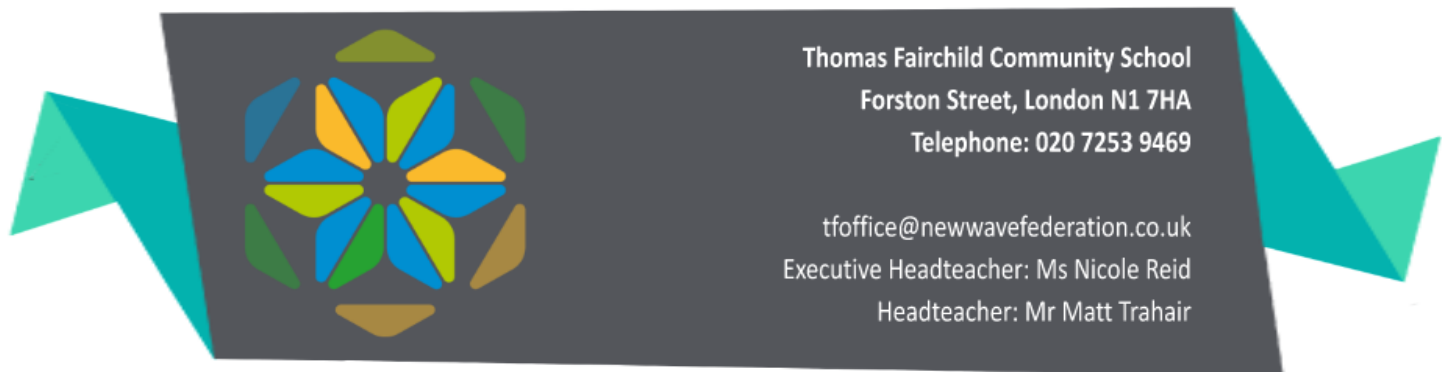 Thomas Fairchild Community School
Forston Street, London N1 7HA
Telephone: 020 7253 9469
tfoffice@newwavefederation.co.uk
Executive Headteacher: Ms Nicole Reid
Headteacher: Mr Matt Trahair